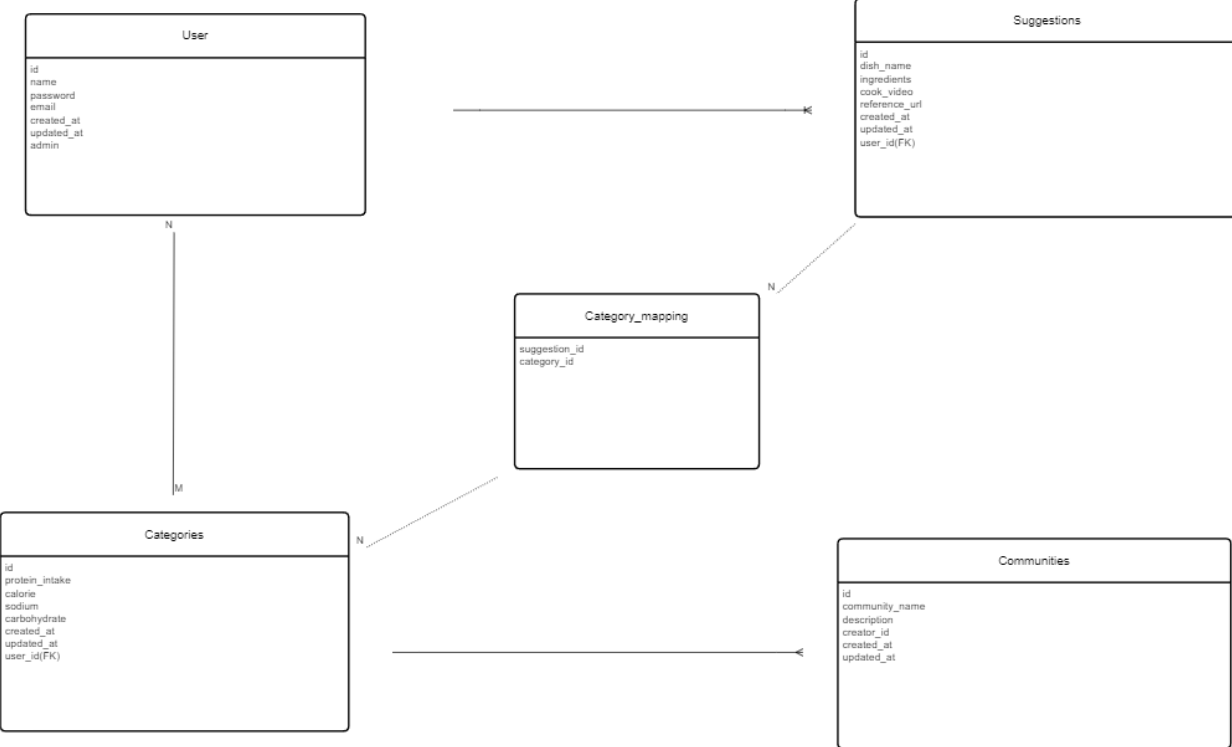 User
id
name
password
email
created_at
updated_at
admin
Suggestions
id
dish_name
ingredients
cook_video
reference_url
created_at
updated_at
user_id(FK)
N
N
Category_mapping
suggestion_id
category_id
M
N
Categories
id
protein_intake
calorie
sodium
carbohydrate
created_at
updated_at
user_id(FK)
Communities
id
community_name
description
creator_id
created_at
updated_at